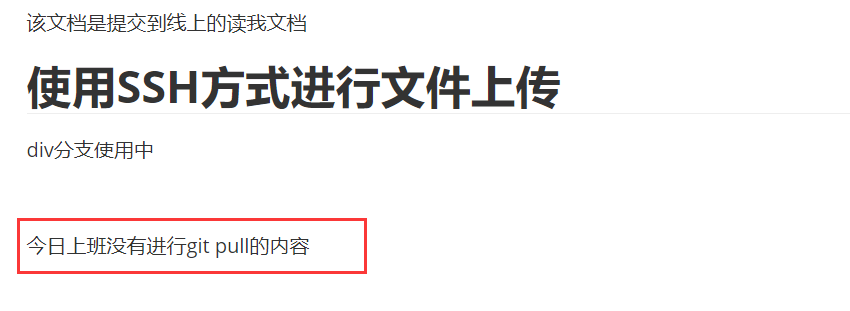 该文档是提交到线上的读我文档
使用SSH方式进行文件上传
div分支使用中
今日上班没有进行git pull的内容